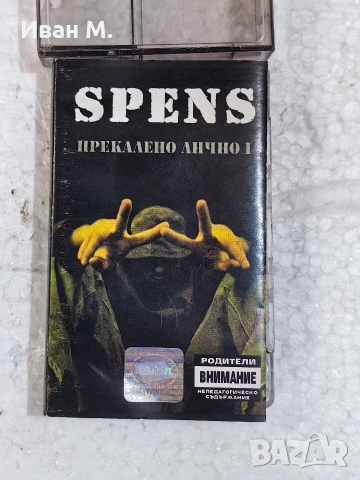 Иван М.
SPENS
ПРЕКАЛЕНО ЛИЧНО I
РОДИТЕЛИ
ВНИМАНИЕ
НЕПЕДАГОГИЧЕСКО
СЪДЪРЖАНИЕ
BAZAR